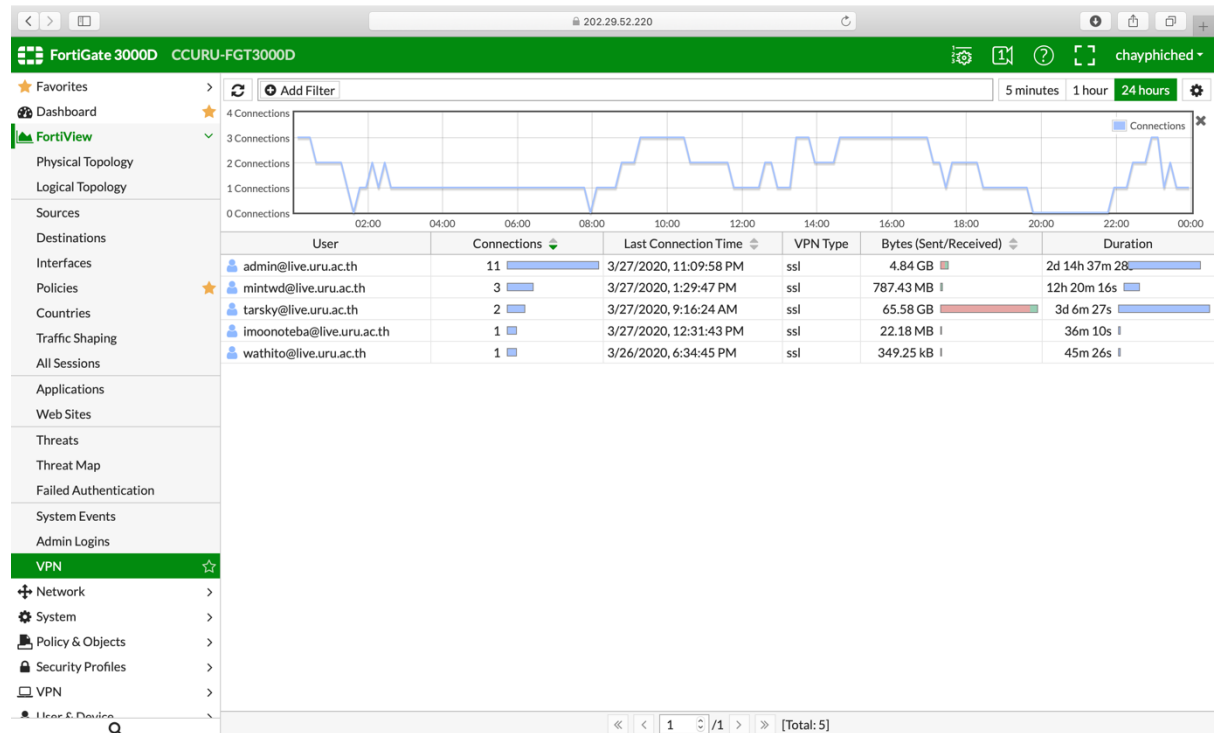 202.29.52.220
FortiGate 3000D CCURU-FGT3000D
chayphiched
Favorites
Dashboard
FortiView
Physical Topology
Logical Topology
Sources
Destinations
Interfaces
Policies
Countries
Traffic Shaping
All Sessions
Applications
Web Sites
Threats
Threat Map
Failed Authentication
System Events
Admin Logins
VPN
Network
System
Policy & Objects
Security Profiles
VPN
User & Device
Add Filter
5 minutes 1 hour 24 hours
4 Connections
Connections
3 Connections
2 Connections
1 Connections
0 Connections
02:00 04:00 06:00 08:00 10:00 12:00 14:00 16:00 18:00 20:00 22:00 00:00
User Connections Last Connection Time VPN Type Bytes (Sent/Received) Duration
admin@live.uru.ac.th 11 3/27/2020, 11:09:58 PM ssl 4.84 GB 2d 14h 37m 28s
mintwd@live.uru.ac.th 3 3/27/2020, 1:29:47 PM ssl 787.43 MB 12h 20m 16s
tarsky@live.uru.ac.th 2 3/27/2020, 9:16:24 AM ssl 65.58 GB 3d 6m 27s
imoonoteba@live.uru.ac.th 1 3/27/2020, 12:31:43 PM ssl 22.18 MB 36m 10s
wathito@live.uru.ac.th 1 3/26/2020, 6:34:45 PM ssl 349.25 kB 45m 26s
1 /1 [Total: 5]